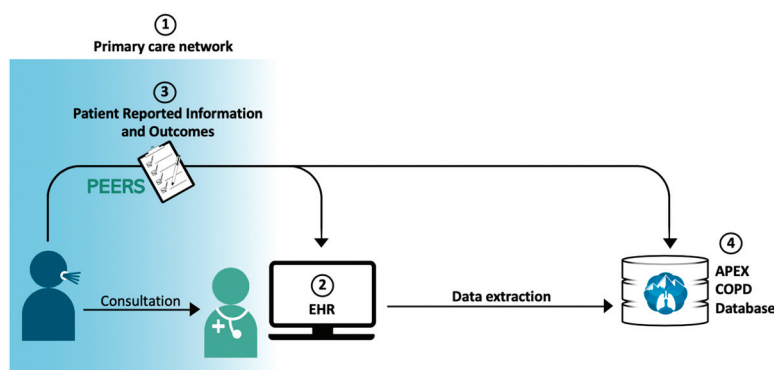 ①
Primary care network
③
Patient Reported Information
and Outcomes
PEERS
Consultation
②
EHR
Data extraction
④
APEX
COPD
Database